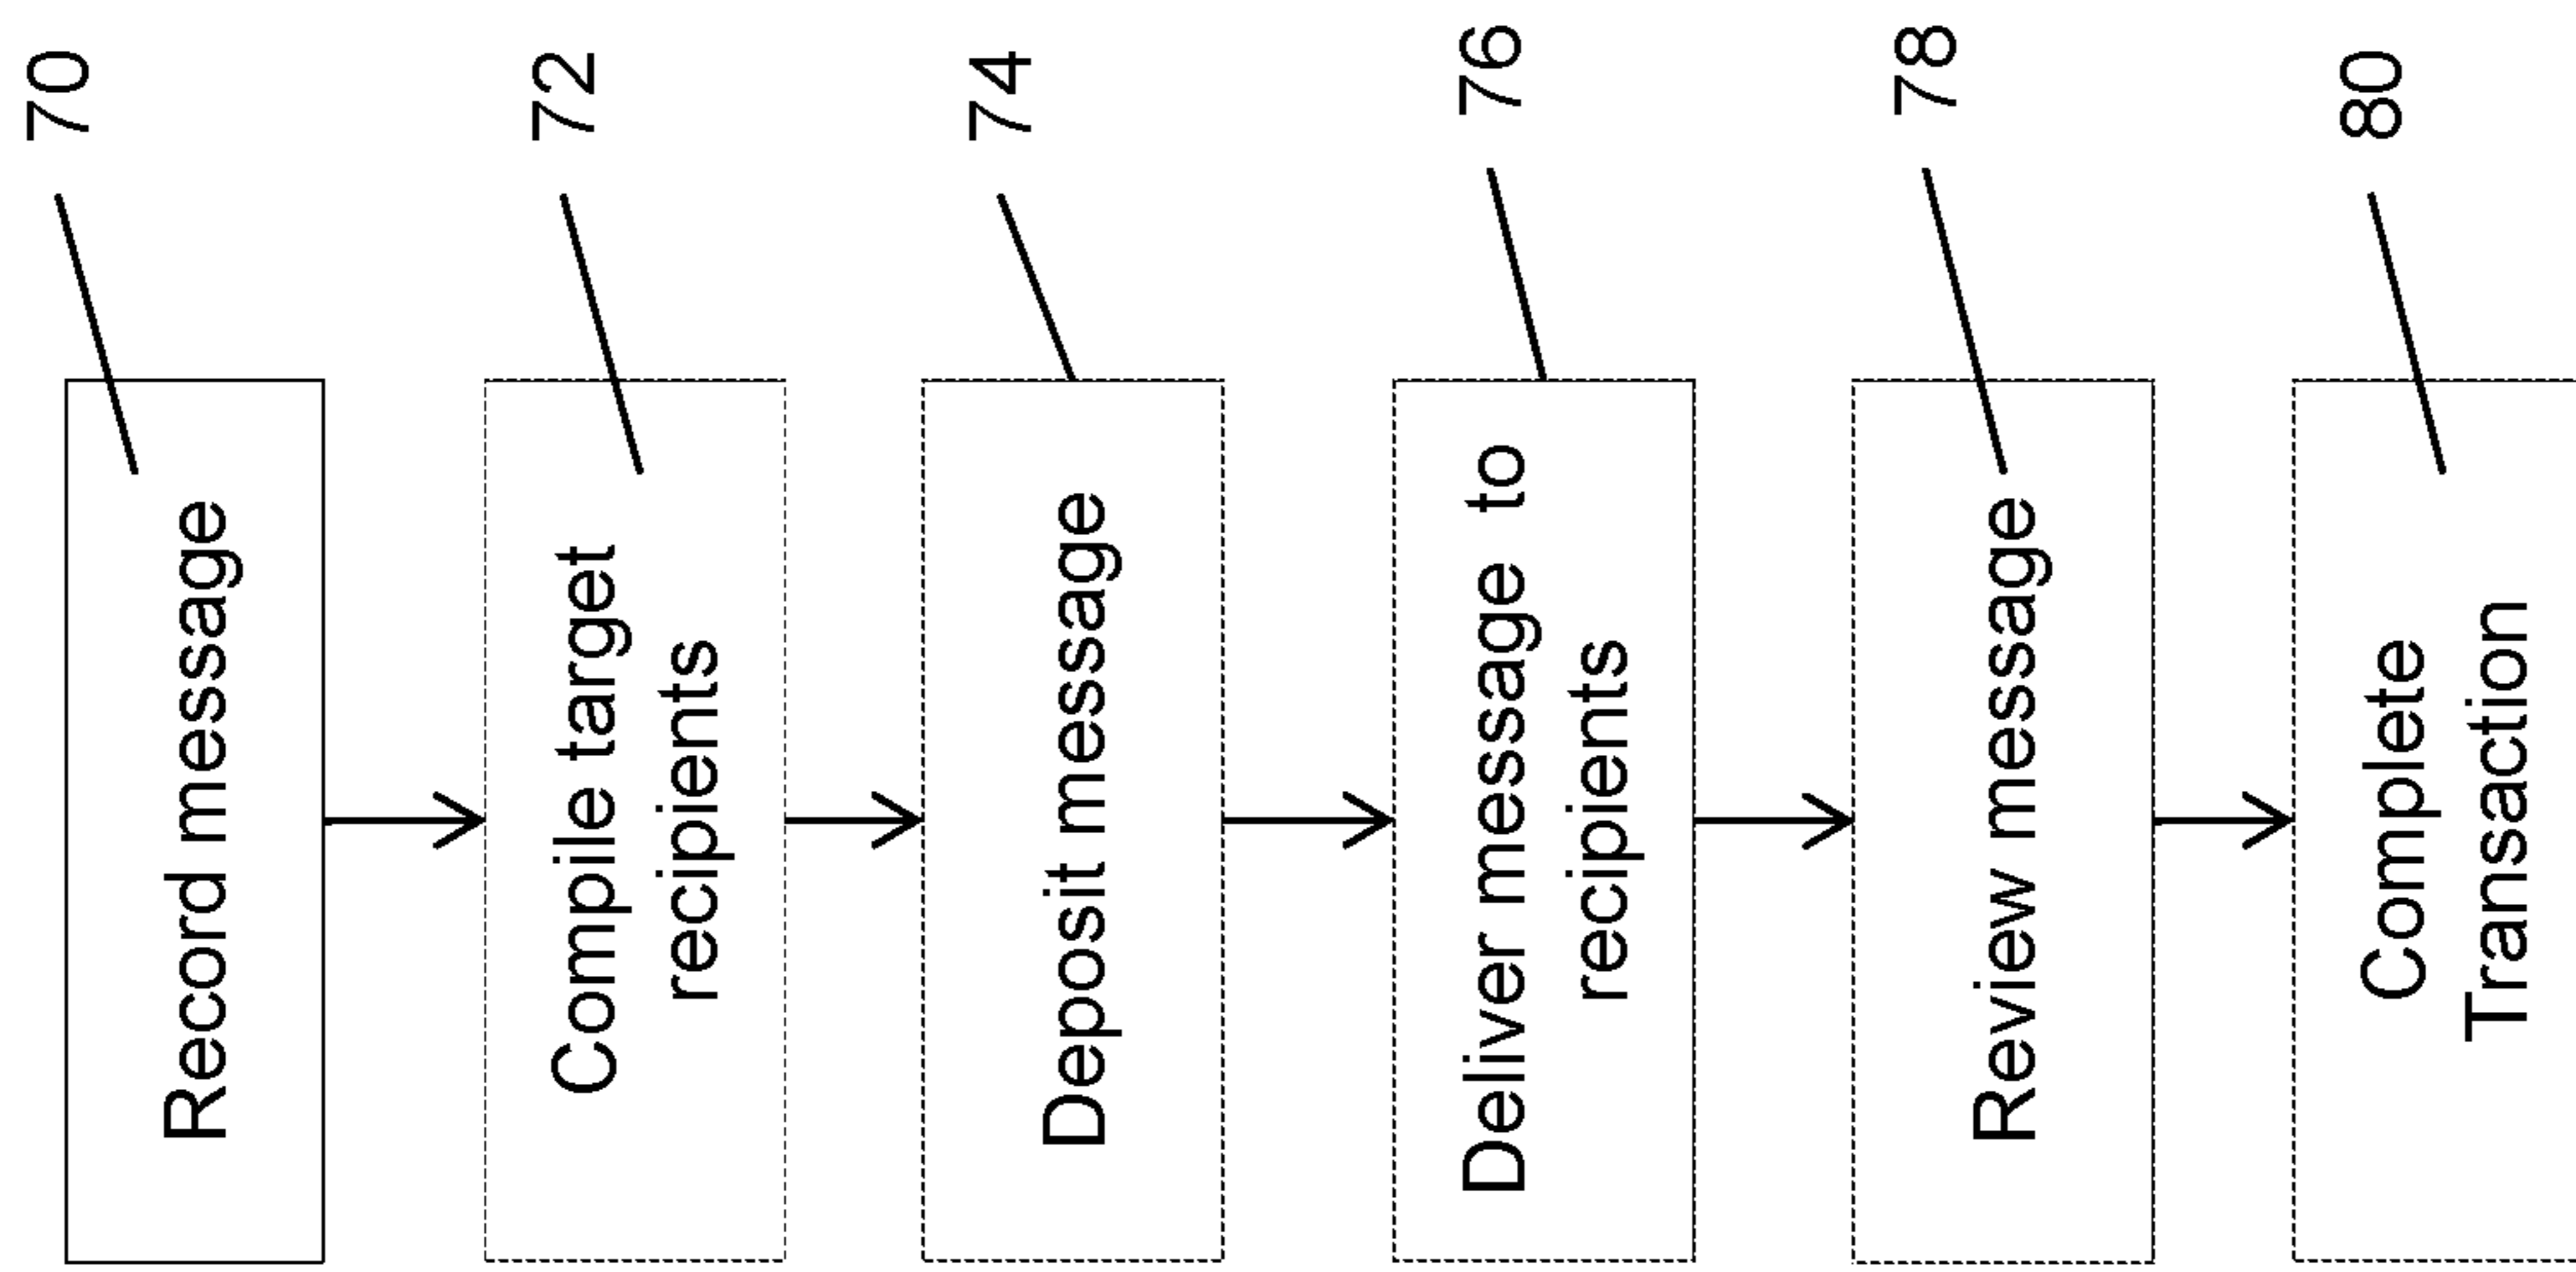 Record message
70
Compile target
recipients
72
Deposit message
74
Deliver message to
recipients
76
Review message
78
Complete
Transaction
80